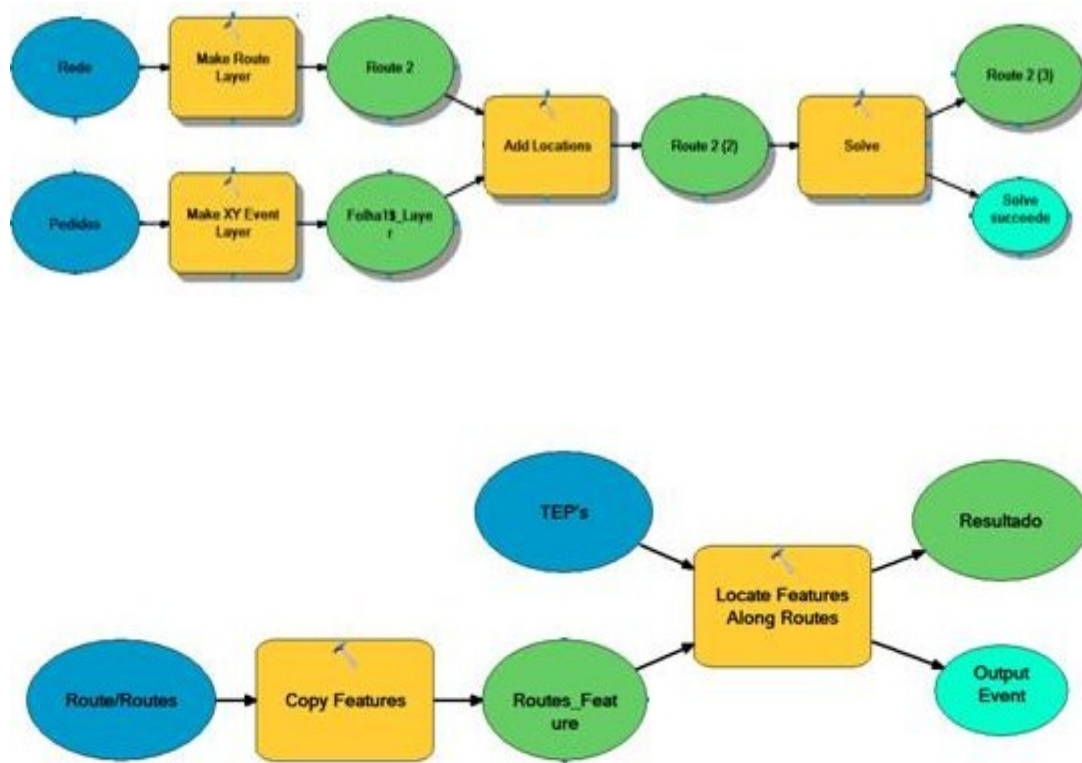 Rede
Make Route
Layer
Route 2
Route 2 (3)
Add Locations
Route 2 (2)
Solve
Pedidos
Make XY Event
Layer
Folha1$_Laye
r
Solve
succeede
TEP's
Resultado
Locate Features
Along Routes
Route/Routes
Copy Features
Routes_Feat
ure
Output
Event